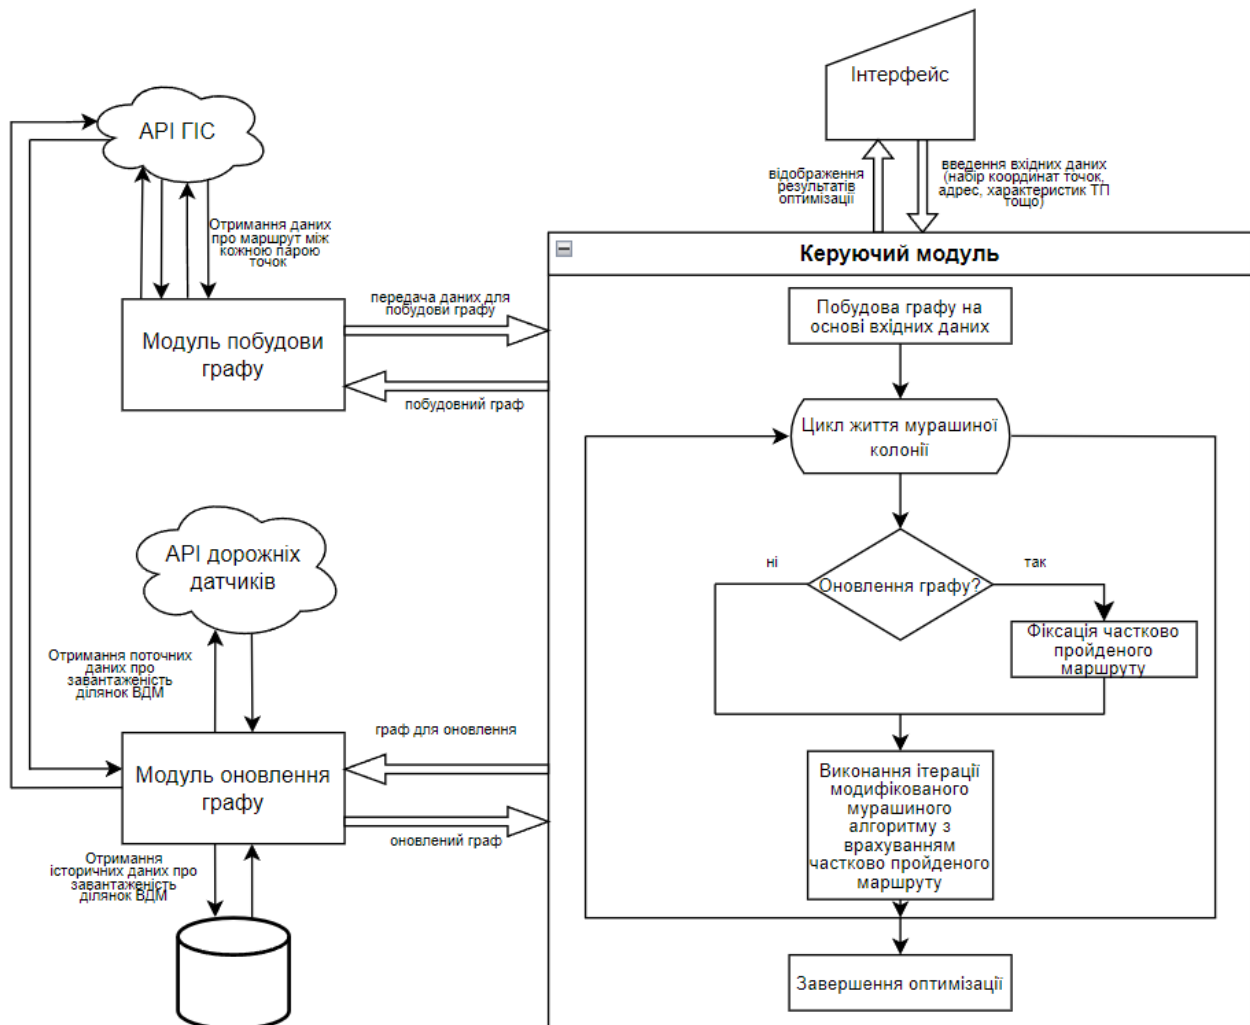 Інтерфейс
АРІ ГІС
відображення
результатів
оптимізації
введення вхідних даних
(набір координат точок,
адрес, характеристик ТП
тощо)
Отримання даних
про маршрут між
кожною парою
точок
Керуючий модуль
передача даних для
побудови графу
Побудова графу на
основі вхідних даних
Модуль побудови
графу
побудовний граф
Цикл життя мурашиної
колонії
АРІ дорожніх
датчиків
ні
так
Оновлення графу?
Фіксація частково
пройденого
маршруту
Отримання поточних
даних про
завантаженість
ділянок ВДМ
граф для оновлення
Модуль оновлення
графу
Виконання ітерації
модифікованого
мурашиного
алгоритму з
врахуванням
частково пройденого
маршруту
оновлений граф
Отримання
історичних даних про
завантаженість
ділянок ВДМ
Завершення оптимізації